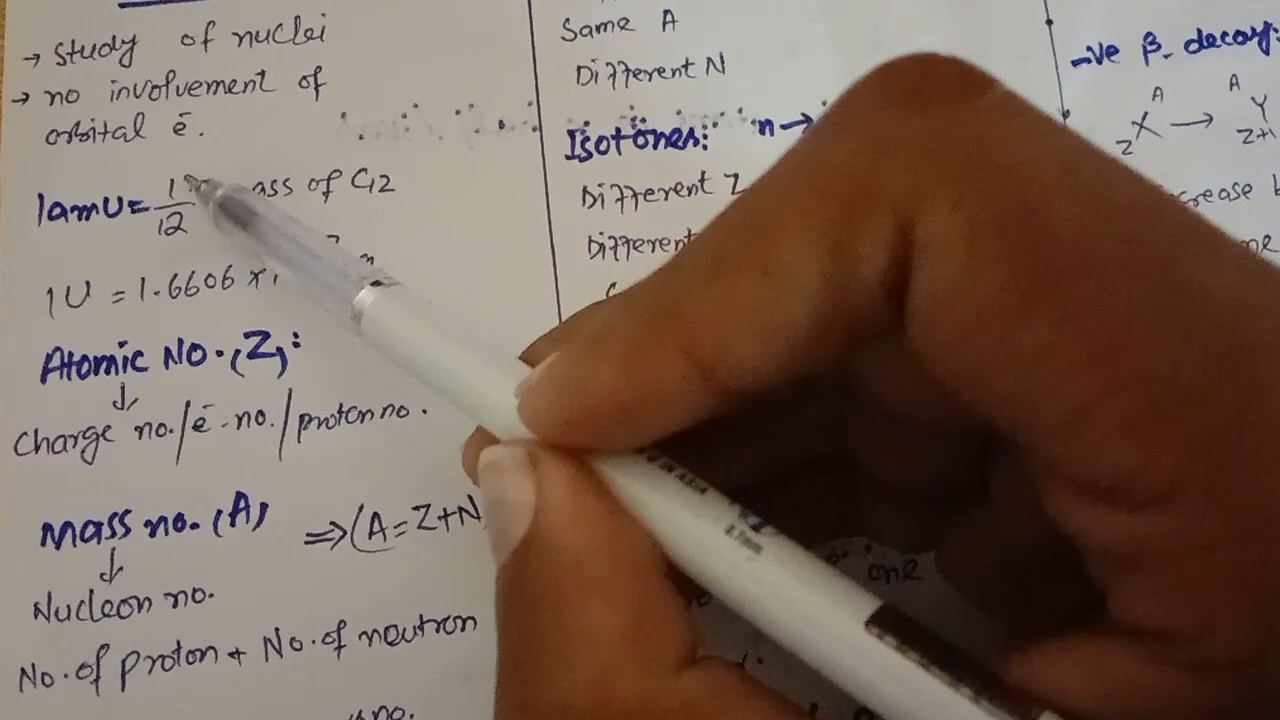 → study of nuclei
→ no involvement of
orbital ē.
1amU = 1/12 of C12
1U = 1.6606 x
Atomic NO. (Z):
↓
Charge no./ē-no./proton no.
Mass no. (A) ⇒ (A = Z+N
↓
Nucleon no.
No. of proton + No. of neutron
no.
Same A
Different N
Isotones: n →
Different Z
Different
one
-ve β- decay:
A A
X → Y
Z Z+1